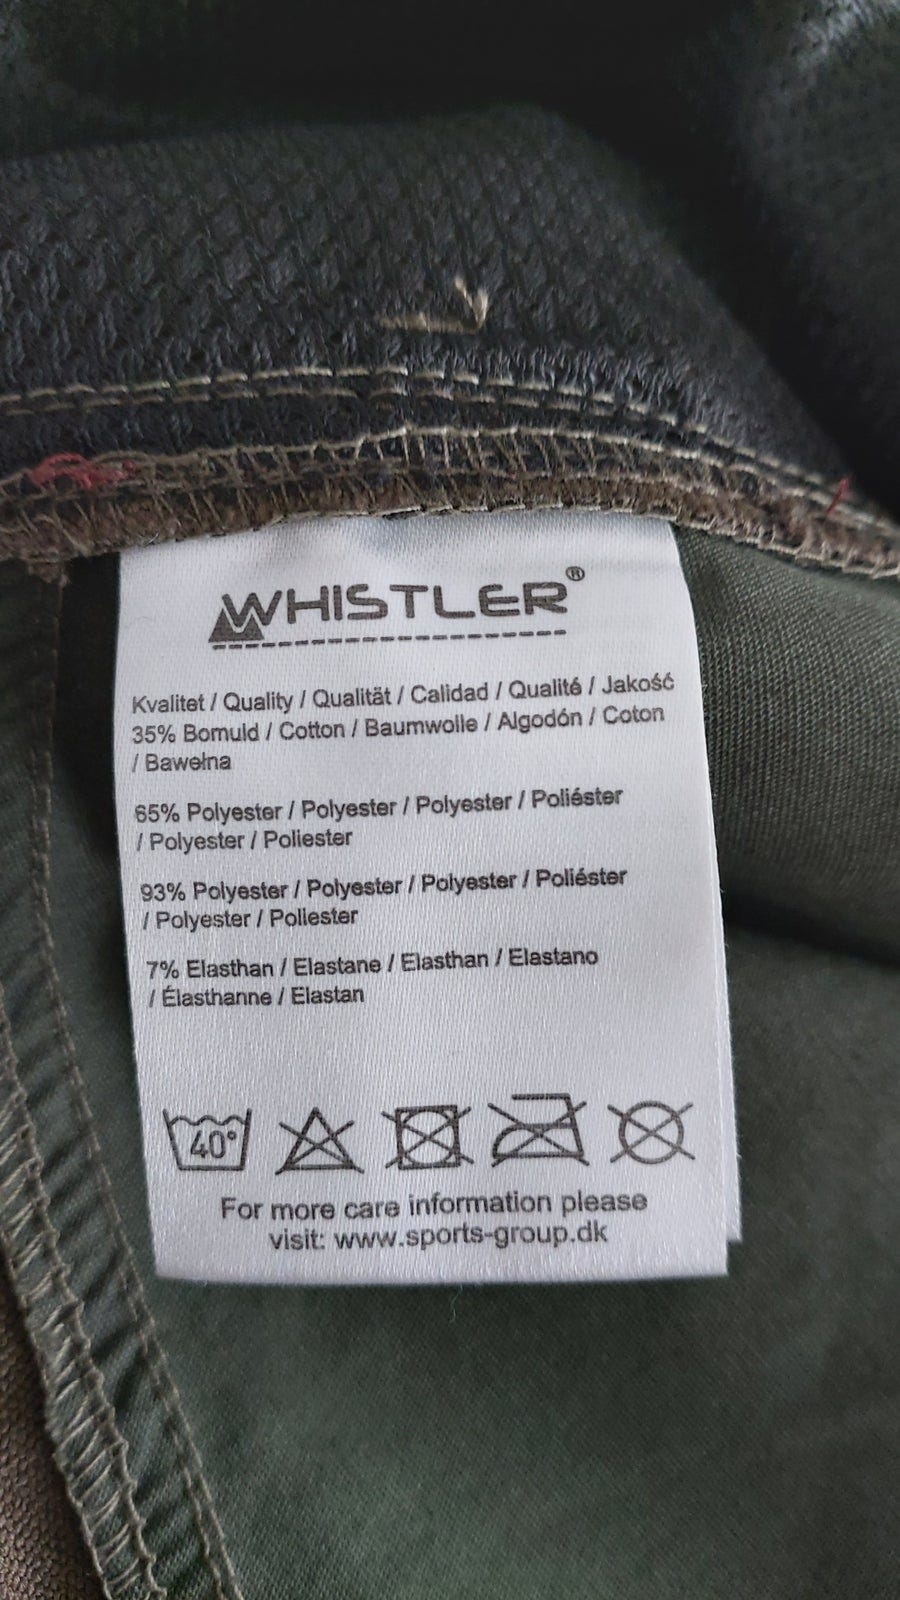 WHISTLER®
Kvalitet / Quality / Qualität / Calidad / Qualité / Jakość
35% Bomuld / Cotton / Baumwolle / Algodón / Coton
/ Bawełna
65% Polyester / Polyester / Polyester / Poliéster
/ Polyester / Poliester
93% Polyester / Polyester / Polyester / Poliéster
/ Polyester / Poliester
7% Elasthan / Elastane / Elasthan / Elastano
/ Élasthanne / Elastan
40°
For more care information please
visit: www.sports-group.dk